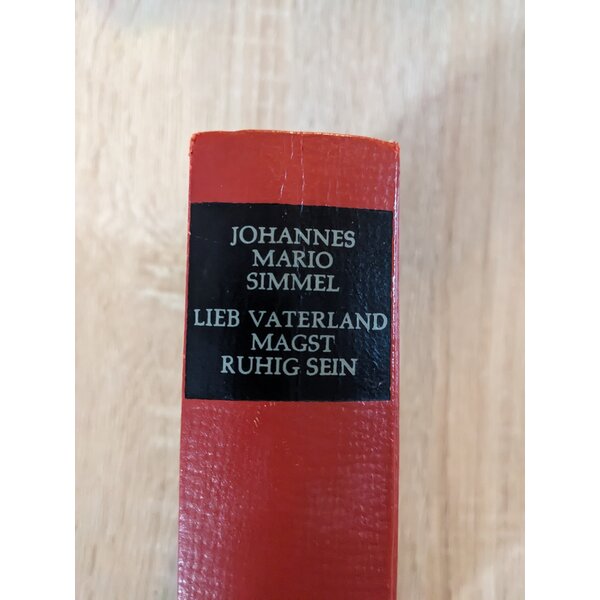 JOHANNES
MARIO
SIMMEL
LIEB VATERLAND
MAGST
RUHIG SEIN